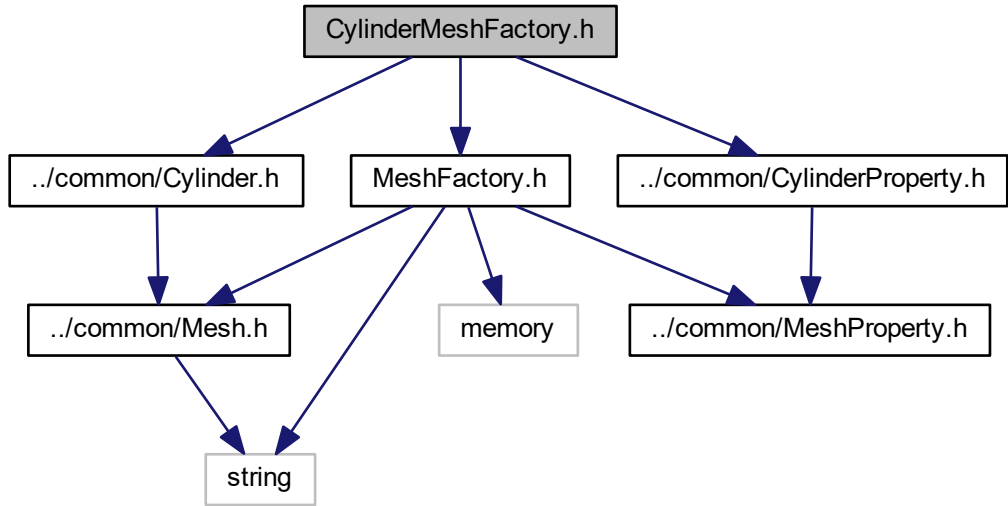 CylinderMeshFactory.h
../common/Cylinder.h
MeshFactory.h
../common/CylinderProperty.h
../common/Mesh.h
memory
../common/MeshProperty.h
string